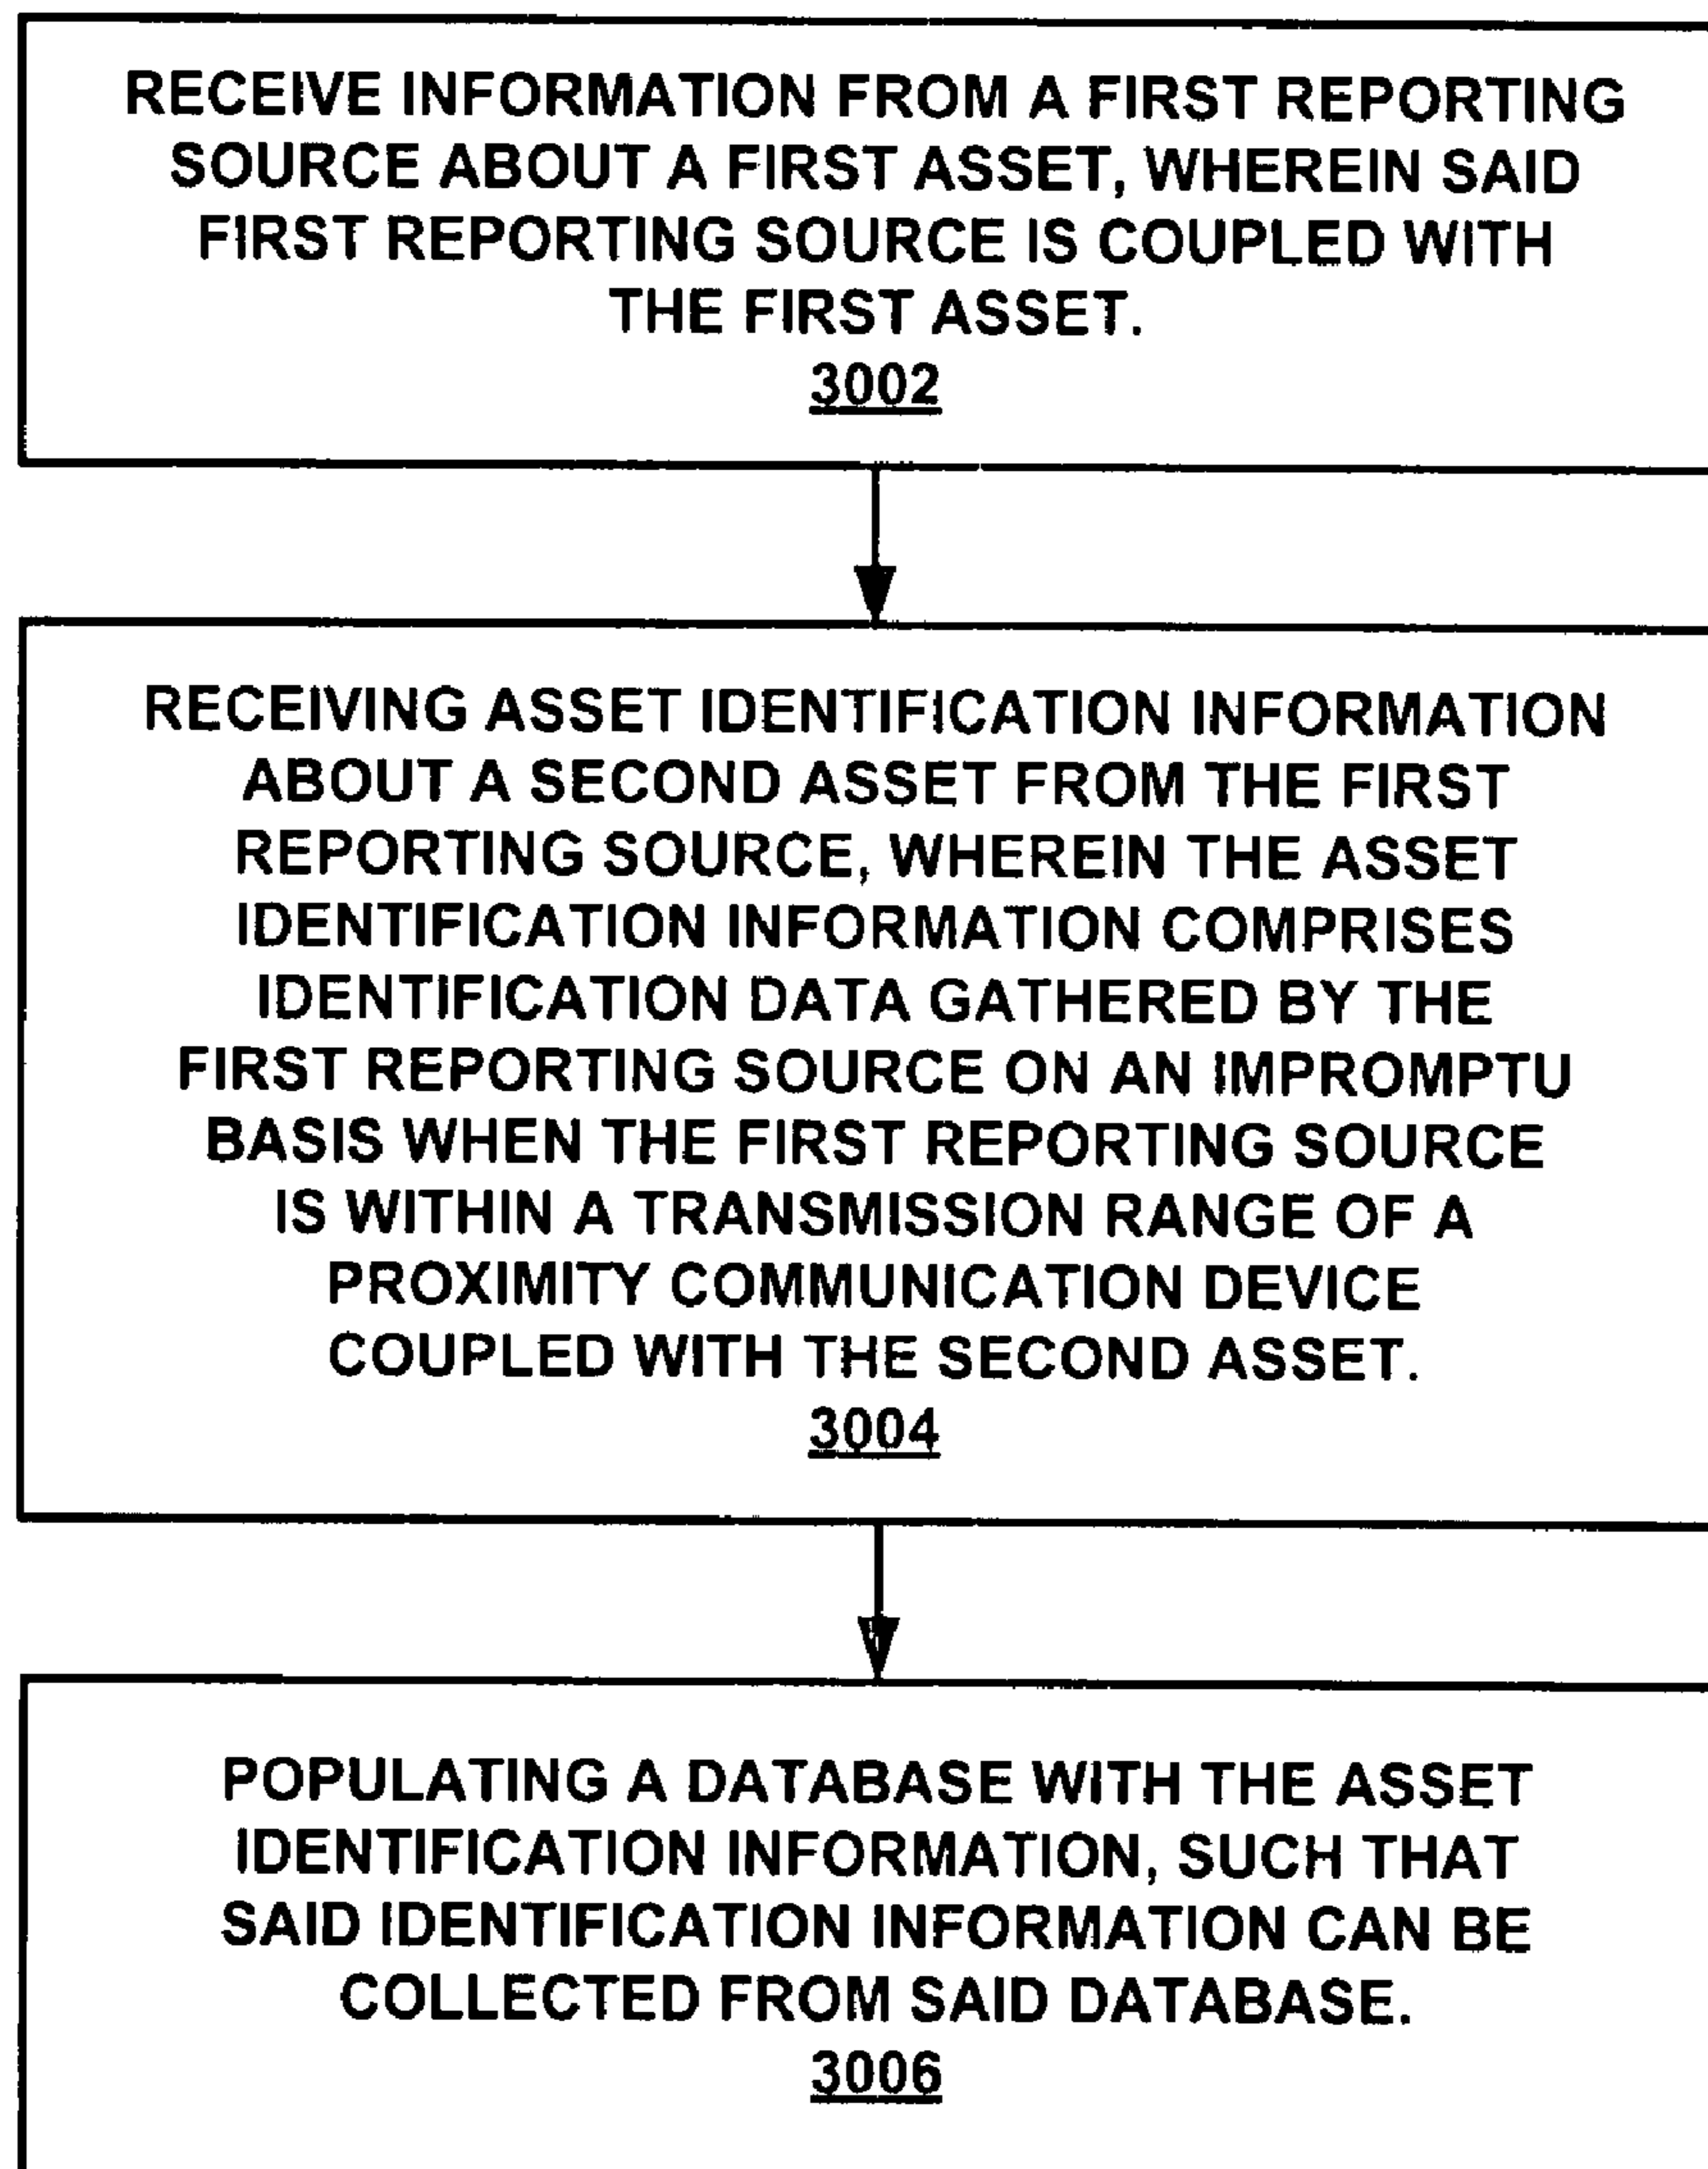 RECEIVE INFORMATION FROM A FIRST REPORTING
SOURCE ABOUT A FIRST ASSET, WHEREIN SAID
FIRST REPORTING SOURCE IS COUPLED WITH
THE FIRST ASSET.
3002
RECEIVING ASSET IDENTIFICATION INFORMATION
ABOUT A SECOND ASSET FROM THE FIRST
REPORTING SOURCE, WHEREIN THE ASSET
IDENTIFICATION INFORMATION COMPRISES
IDENTIFICATION DATA GATHERED BY THE
FIRST REPORTING SOURCE ON AN IMPROMPTU
BASIS WHEN THE FIRST REPORTING SOURCE
IS WITHIN A TRANSMISSION RANGE OF A
PROXIMITY COMMUNICATION DEVICE
COUPLED WITH THE SECOND ASSET.
3004
POPULATING A DATABASE WITH THE ASSET
IDENTIFICATION INFORMATION, SUCH THAT
SAID IDENTIFICATION INFORMATION CAN BE
COLLECTED FROM SAID DATABASE.
3006